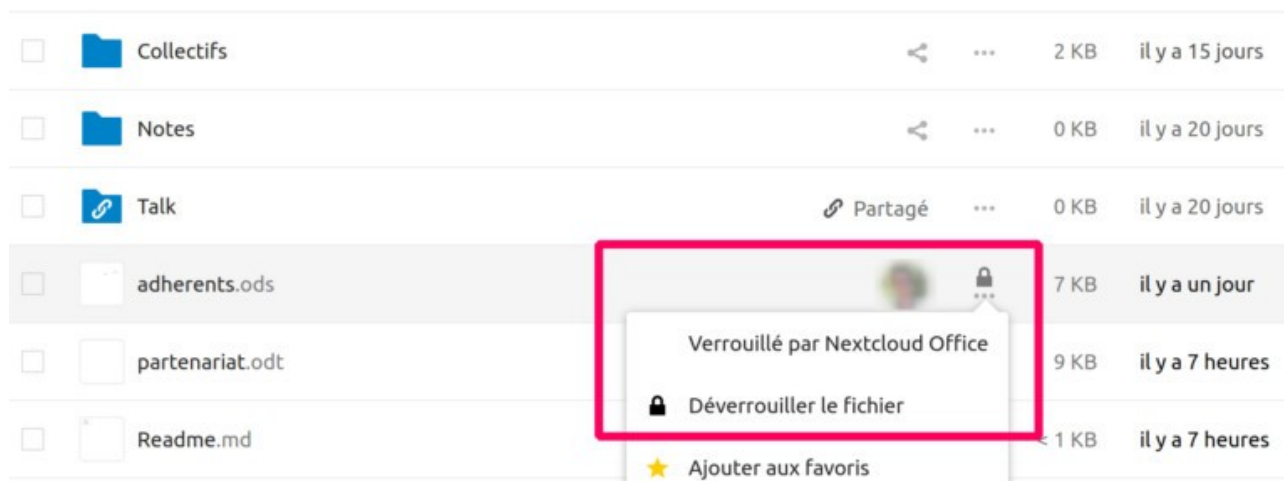 Collectifs 2 KB il y a 15 jours
Notes 0 KB il y a 20 jours
Talk Partagé 0 KB il y a 20 jours
adherents.ods 7 KB il y a un jour
Verrouillé par Nextcloud Office
partenariat.odt 9 KB il y a 7 heures
Déverrouiller le fichier
Readme.md < 1 KB il y a 7 heures
Ajouter aux favoris